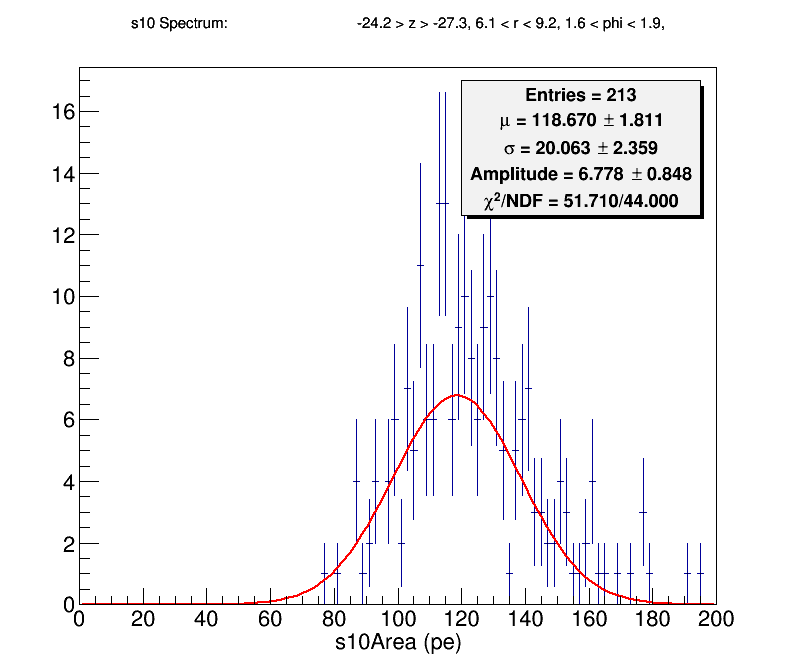 s10 Spectrum: -24.2 > z > -27.3, 6.1 < r < 9.2, 1.6 < phi < 1.9,
Entries = 213
μ = 118.670 ± 1.811
σ = 20.063 ± 2.359
Amplitude = 6.778 ± 0.848
χ²/NDF = 51.710/44.000
16
14
12
10
8
6
4
2
0
0 20 40 60 80 100 120 140 160 180 200
s10Area (pe)